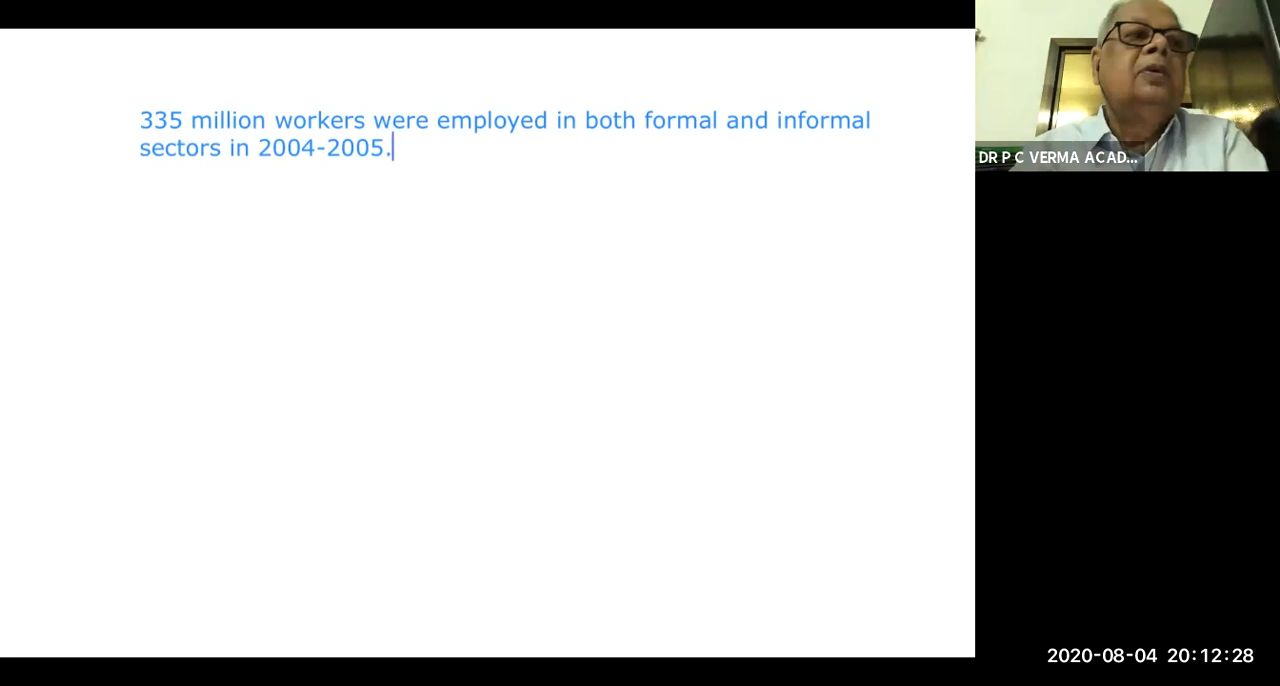 335 million workers were employed in both formal and informal
sectors in 2004-2005.
DR P C VERMA ACAD...
2020-08-04 20:12:28